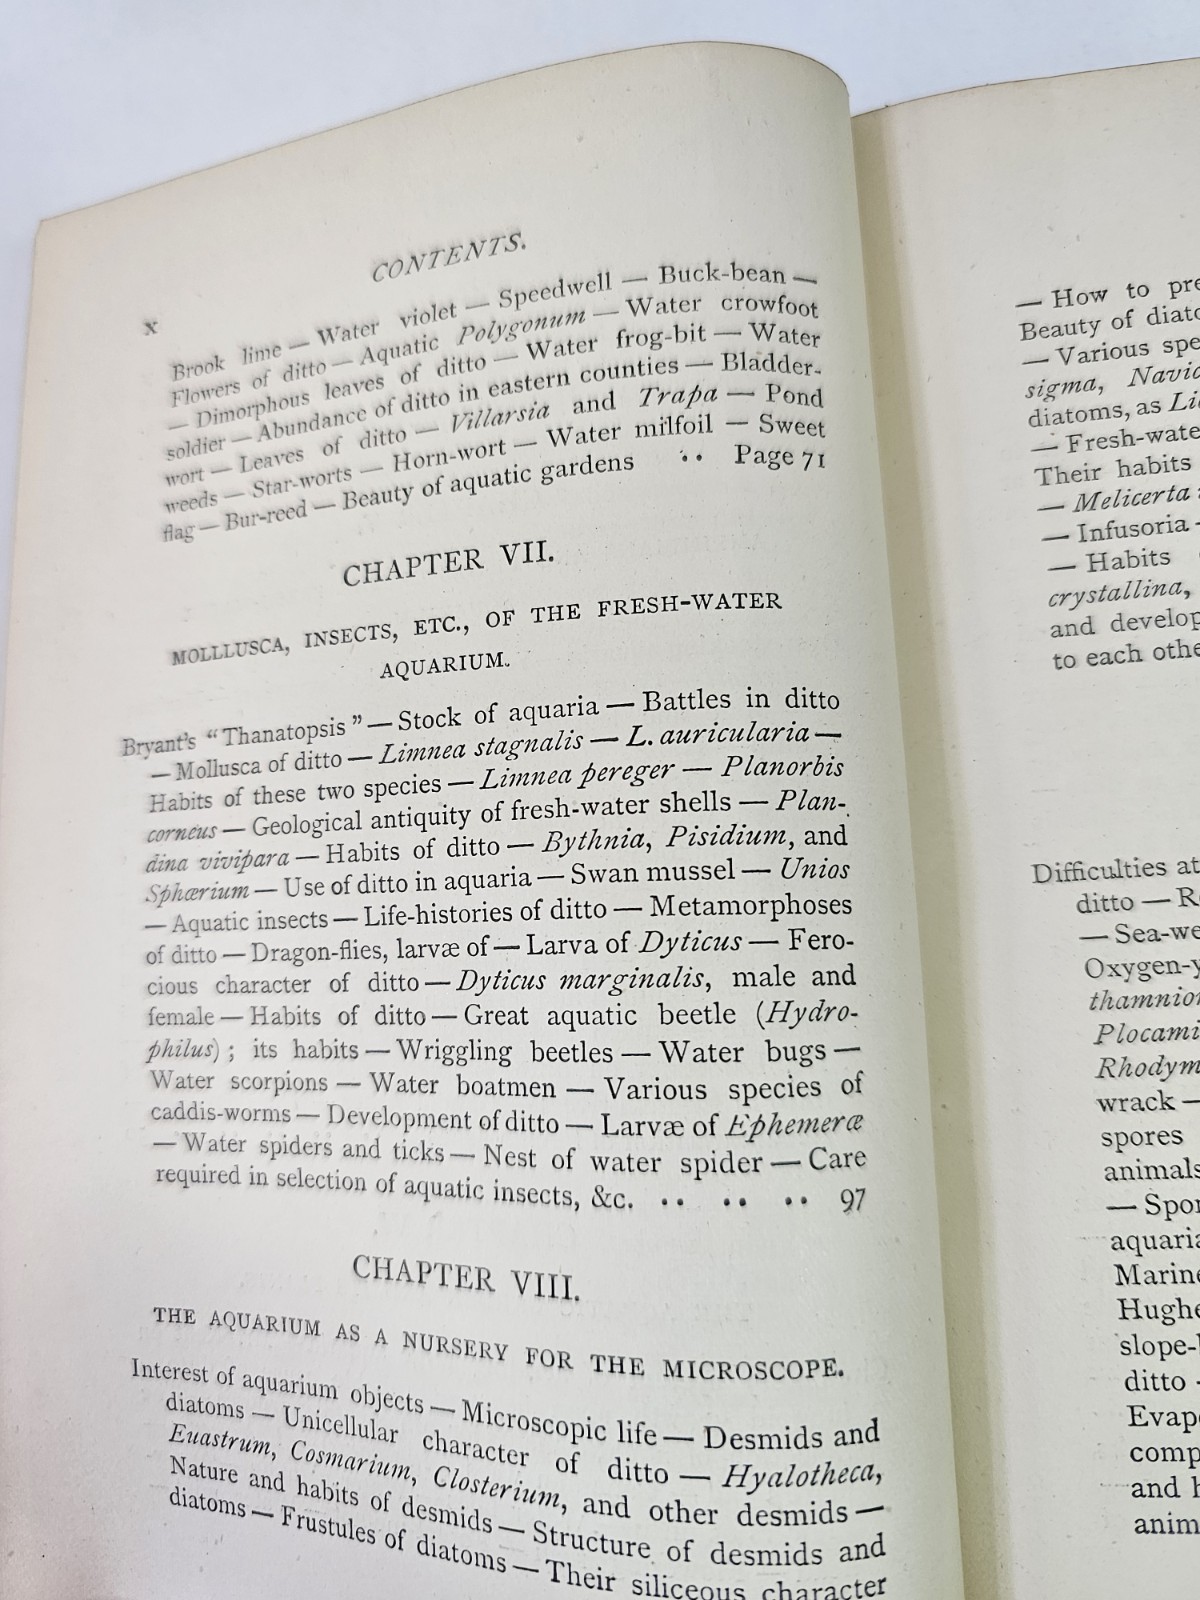 x
CONTENTS.
Brook lime — Water violet — Speedwell — Buck-bean —
Flowers of ditto — Aquatic Polygonum — Water crowfoot
— Dimorphous leaves of ditto — Water frog-bit — Water
soldier — Abundance of ditto in eastern counties — Bladder-
wort — Leaves of ditto — Villarsia and Trapa — Pond
weeds — Star-worts — Horn-wort — Water milfoil — Sweet
flag — Bur-reed — Beauty of aquatic gardens .. Page 71
CHAPTER VII.
MOLLLUSCA, INSECTS, ETC., OF THE FRESH-WATER
AQUARIUM.
Bryant's “Thanatopsis” — Stock of aquaria — Battles in ditto
— Mollusca of ditto — Limnea stagnalis — L. auricularia —
Habits of these two species — Limnea pereger — Planorbis
corneus — Geological antiquity of fresh-water shells — Plan-
dina vivipara — Habits of ditto — Bythnia, Pisidium, and
Sphærium — Use of ditto in aquaria — Swan mussel — Unios
— Aquatic insects — Life-histories of ditto — Metamorphoses
of ditto — Dragon-flies, larvæ of — Larva of Dyticus — Fero-
cious character of ditto — Dyticus marginalis, male and
female — Habits of ditto — Great aquatic beetle (Hydro-
philus) ; its habits — Wriggling beetles — Water bugs —
Water scorpions — Water boatmen — Various species of
caddis-worms — Development of ditto — Larvæ of Ephemeræ
— Water spiders and ticks — Nest of water spider — Care
required in selection of aquatic insects, &c. .. .. .. 97
CHAPTER VIII.
THE AQUARIUM AS A NURSERY FOR THE MICROSCOPE.
Interest of aquarium objects — Microscopic life — Desmids and
diatoms — Unicellular character of ditto — Hyalotheca,
Euastrum, Cosmarium, Closterium, and other desmids —
Nature and habits of desmids — Structure of desmids and
diatoms — Frustules of diatoms — Their siliceous character
— How to pre
Beauty of diato
— Various spe
sigma, Navic
diatoms, as Li
— Fresh-wate
Their habits
— Melicerta
— Infusoria -
— Habits
crystallina,
and develop
to each othe
Difficulties at
ditto — R
— Sea-we
Oxygen-y
thamnion
Plocami
Rhodym
wrack —
spores
animals
— Spor
aquaria
Marine
Hughe
slope-
ditto -
Evap
comp
and h
anim